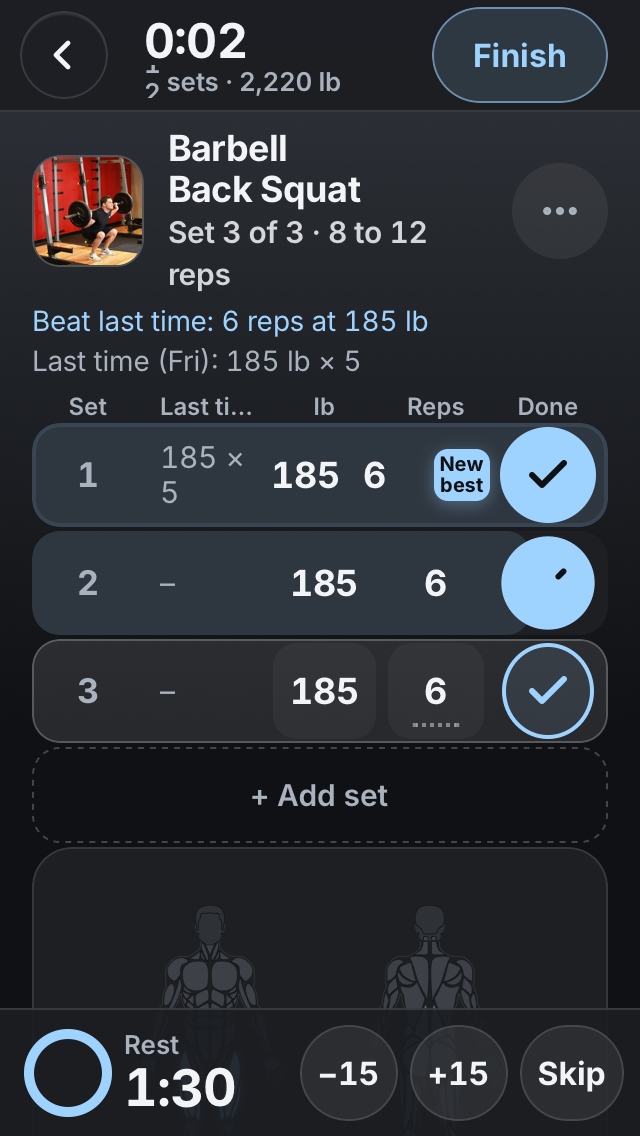 0:02
2 sets · 2,220 lb
Finish
Barbell
Back Squat
Set 3 of 3 · 8 to 12
reps
Beat last time: 6 reps at 185 lb
Last time (Fri): 185 lb × 5
Set Last ti... lb Reps Done
1 185 × 5 185 6 New best
2 – 185 6
3 – 185 6
+ Add set
Rest
1:30
−15 +15 Skip